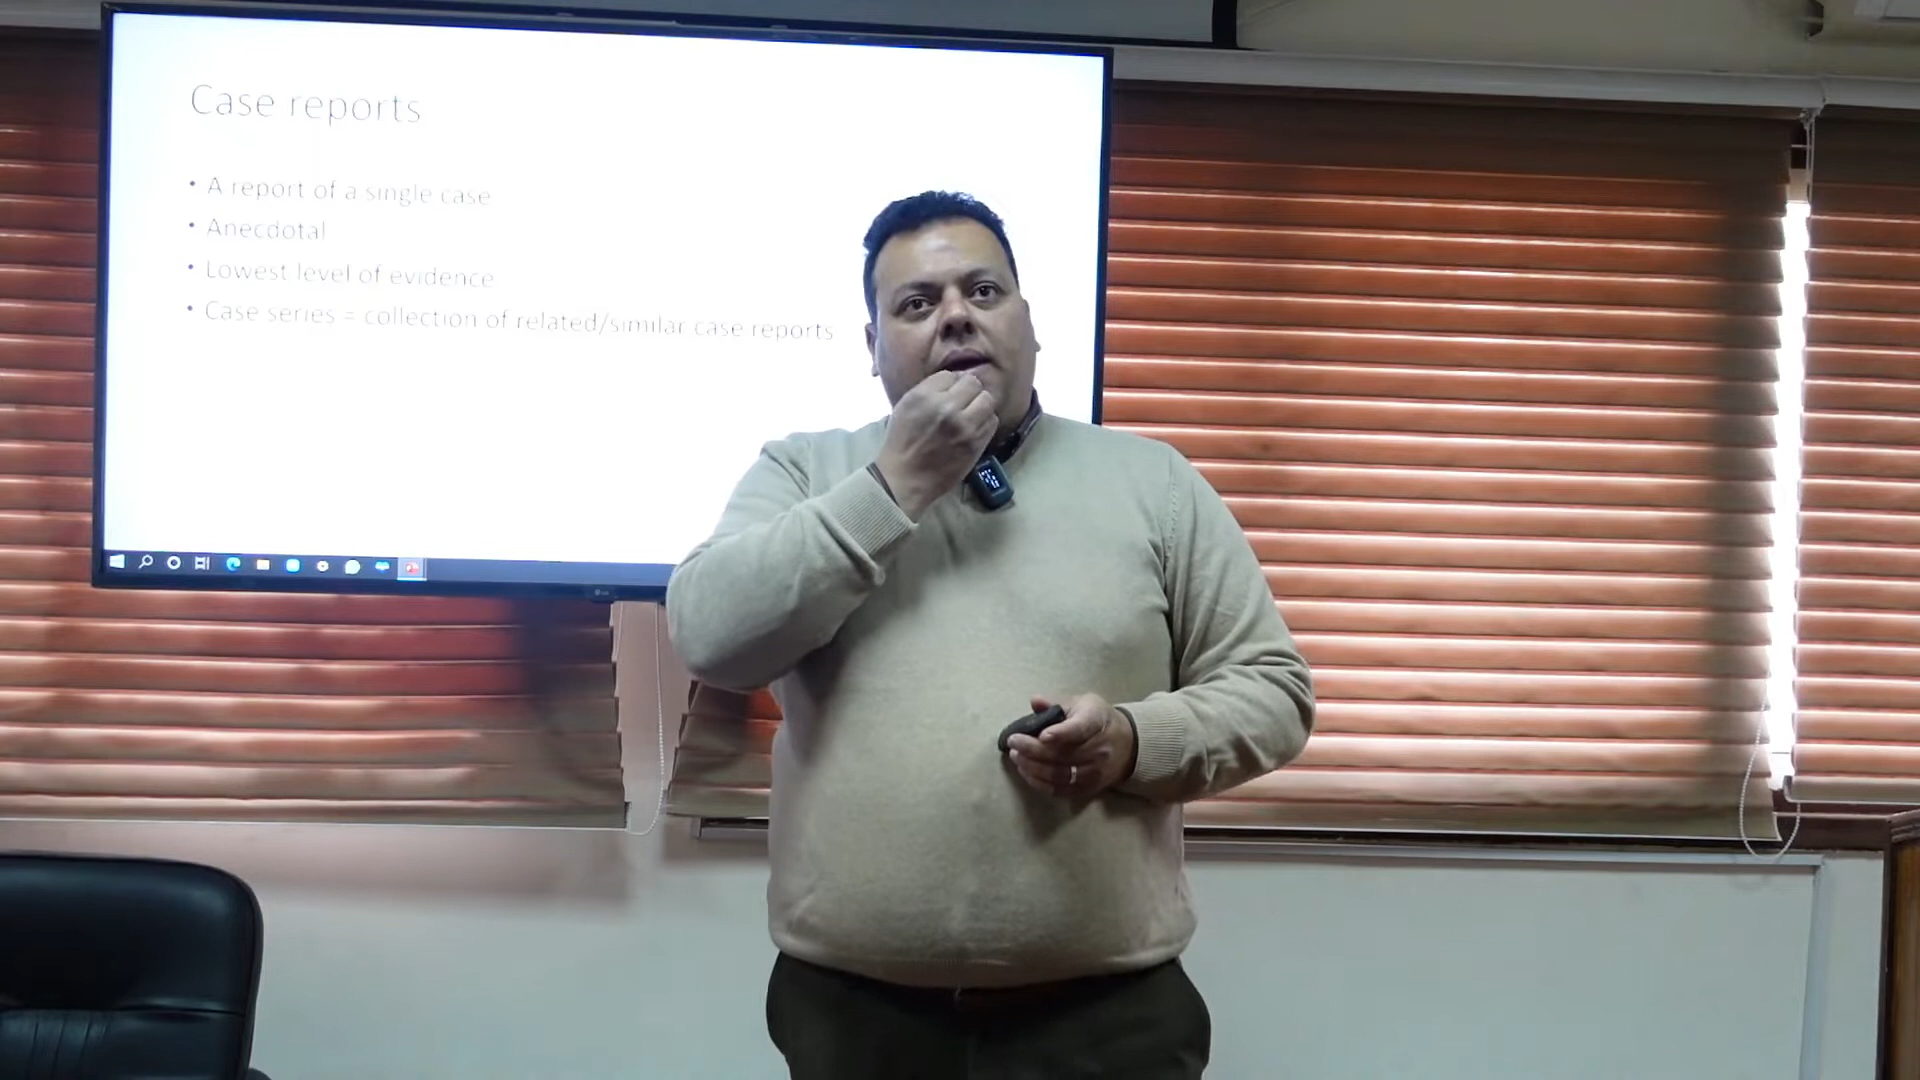 Case reports
• A report of a single case
• Anecdotal
• Lowest level of evidence
• Case series = collection of related/similar case reports